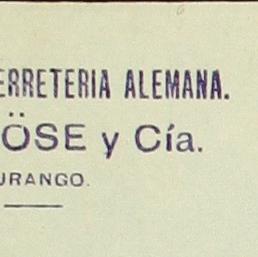 ERRETERIA ALEMANA.
ÖSE y Cía.
URANGO.